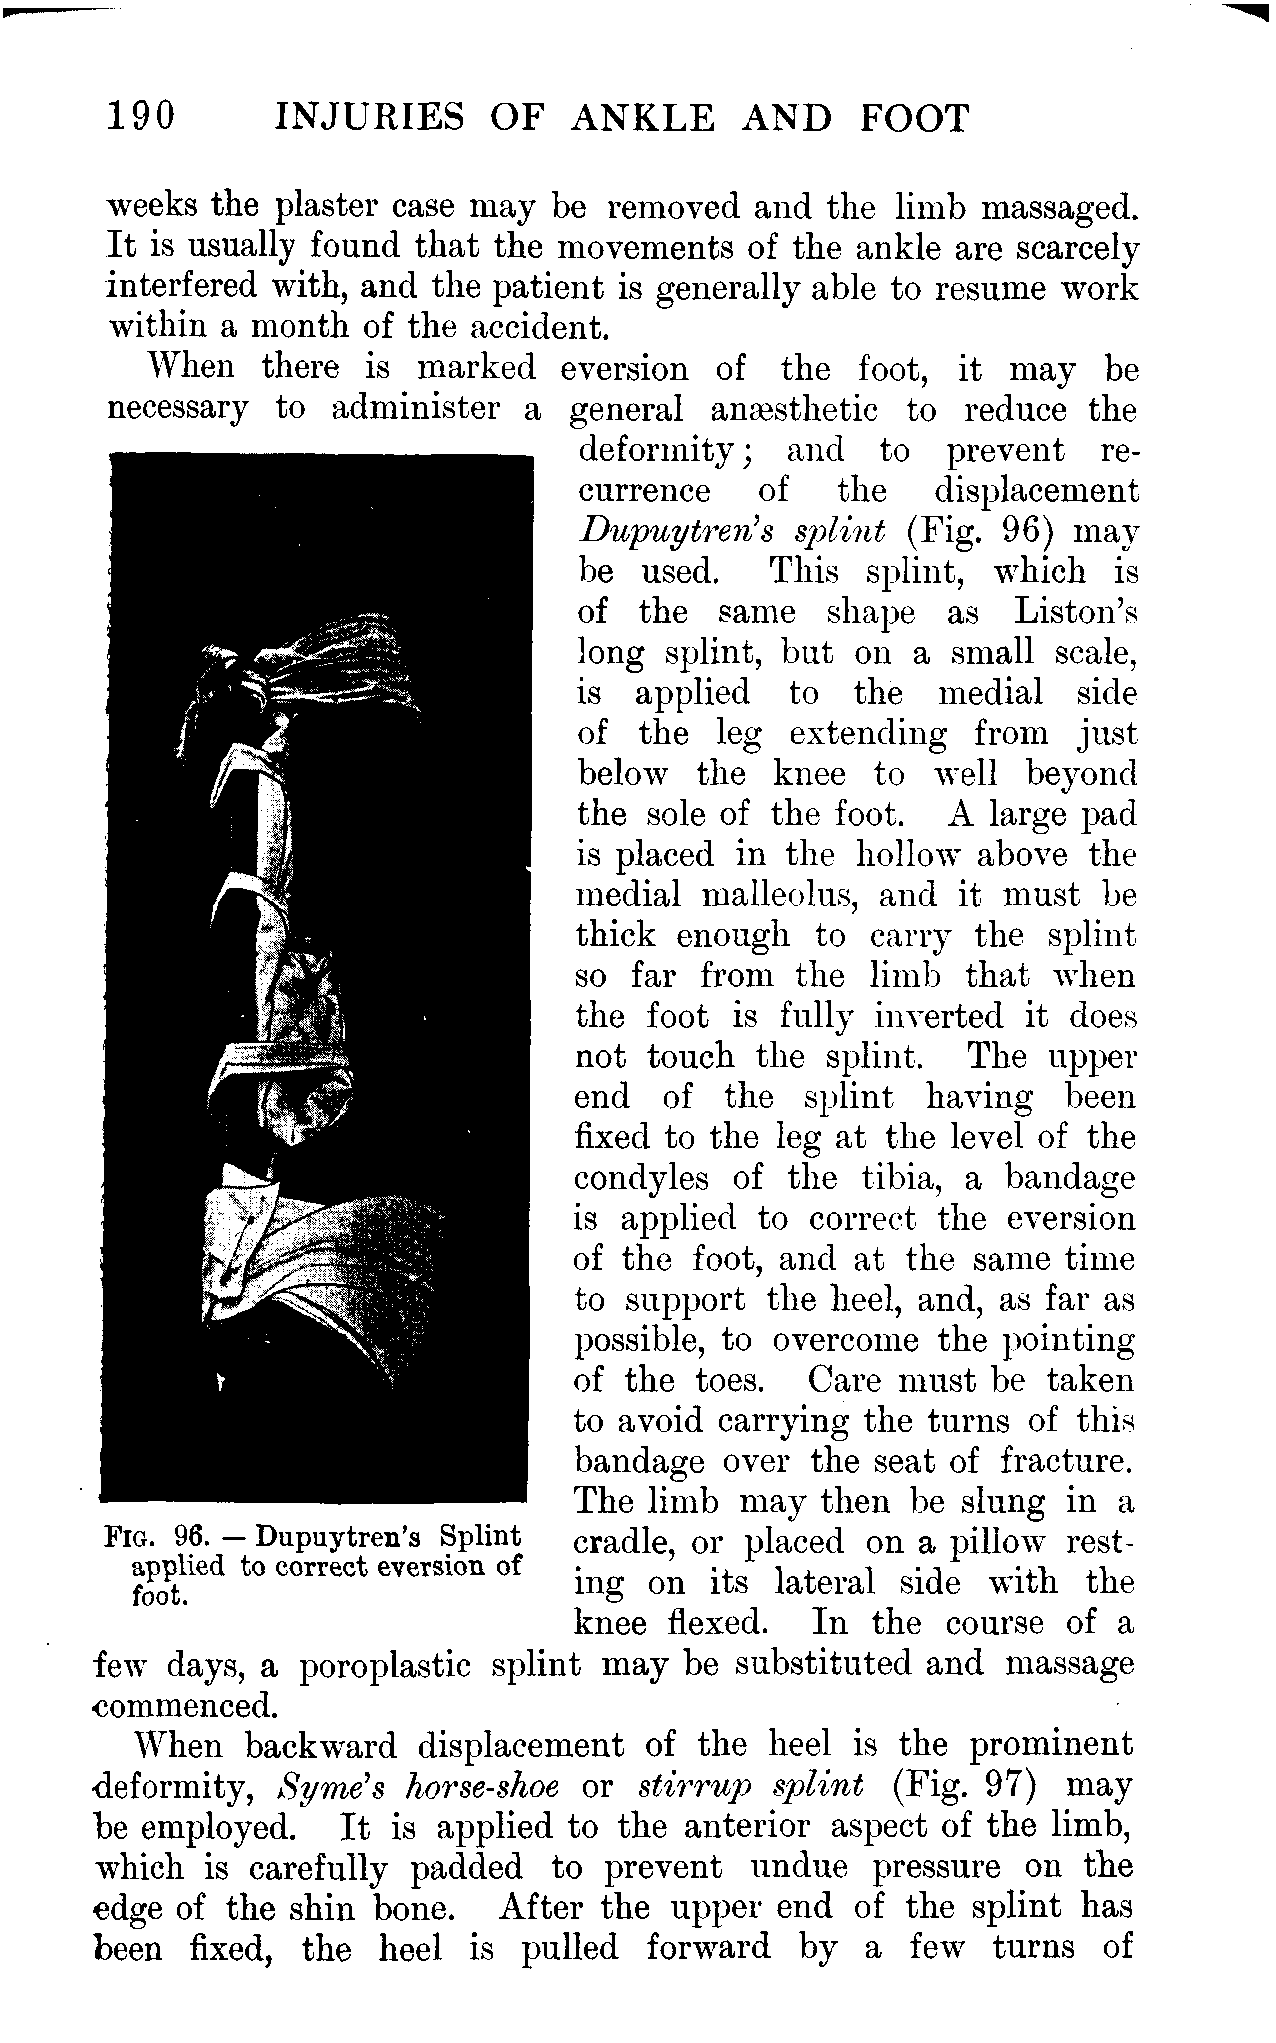 190 INJURIES OF ANKLE AND FOOT
weeks the plaster case may be removed and the limb massaged.
It is usually found that the movements of the ankle are scarcely
interfered with, and the patient is generally able to resume work
within a month of the accident.
When there is marked eversion of the foot, it may be
necessary to administer a general anæsthetic to reduce the
deformity; and to prevent re-
currence of the displacement
Dupuytren's splint (Fig. 96) may
be used. This splint, which is
of the same shape as Liston's
long splint, but on a small scale,
is applied to the medial side
of the leg extending from just
below the knee to well beyond
the sole of the foot. A large pad
is placed in the hollow above the
medial malleolus, and it must be
thick enough to carry the splint
so far from the limb that when
the foot is fully inverted it does
not touch the splint. The upper
end of the splint having been
fixed to the leg at the level of the
condyles of the tibia, a bandage
is applied to correct the eversion
of the foot, and at the same time
to support the heel, and, as far as
possible, to overcome the pointing
of the toes. Care must be taken
to avoid carrying the turns of this
bandage over the seat of fracture.
The limb may then be slung in a
cradle, or placed on a pillow rest-
ing on its lateral side with the
knee flexed. In the course of a
few days, a poroplastic splint may be substituted and massage
commenced.
FIG. 96. — Dupuytren's Splint
applied to correct eversion of
foot.
When backward displacement of the heel is the prominent
deformity, Syme's horse-shoe or stirrup splint (Fig. 97) may
be employed. It is applied to the anterior aspect of the limb,
which is carefully padded to prevent undue pressure on the
edge of the shin bone. After the upper end of the splint has
been fixed, the heel is pulled forward by a few turns of